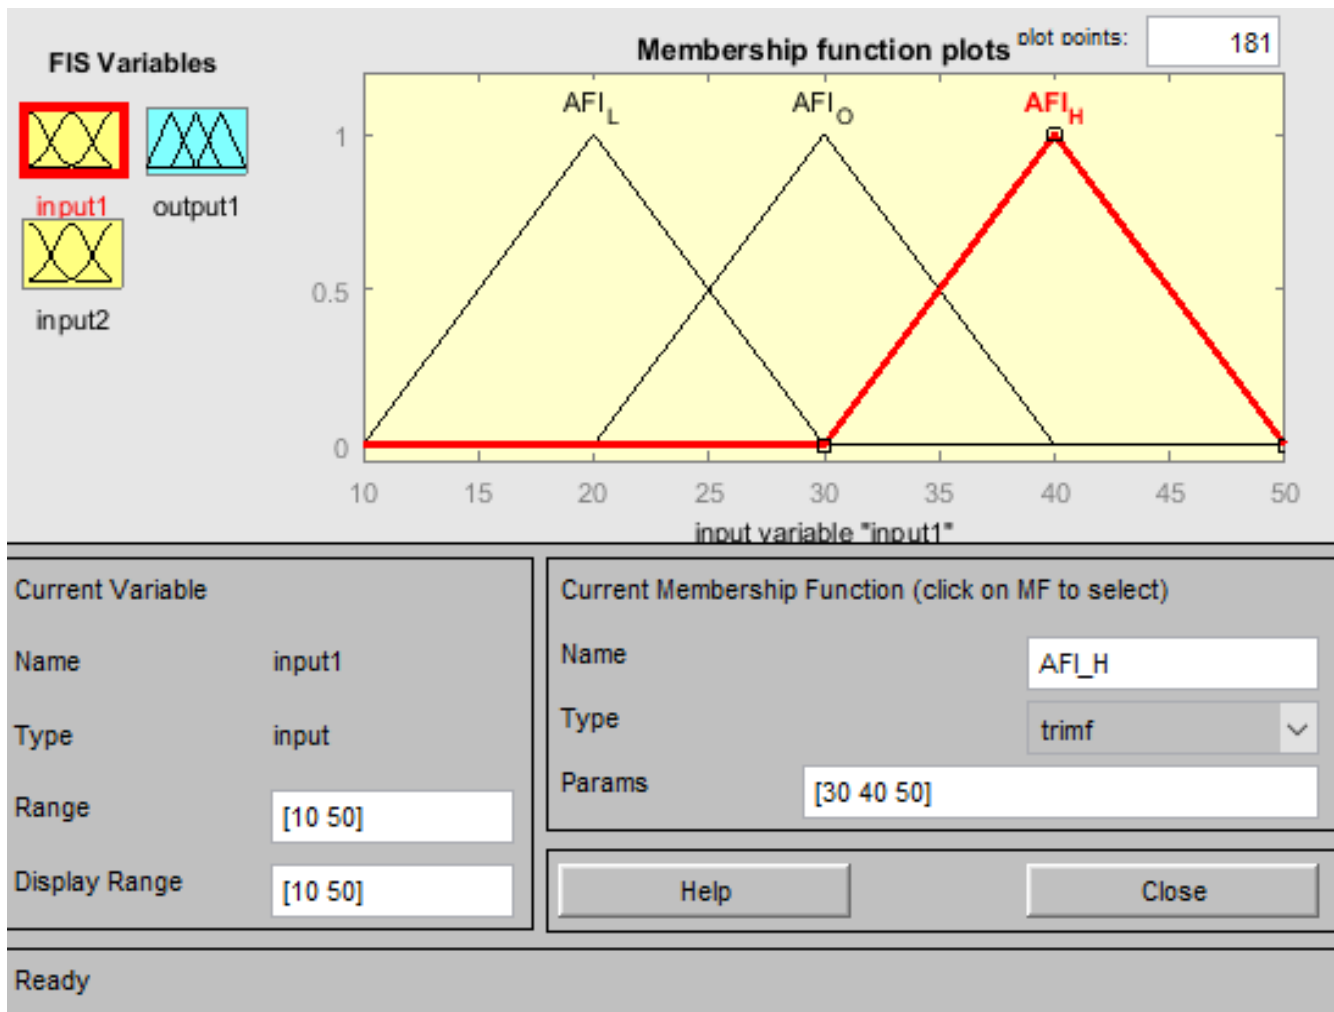 FIS Variables
Membership function plots plot points: 181
input1
output1
input2
AFI_L
AFI_O
AFI_H
1
0.5
0
10 15 20 25 30 35 40 45 50
input variable "input1"
Current Variable
Name input1
Type input
Range [10 50]
Display Range [10 50]
Current Membership Function (click on MF to select)
Name AFI_H
Type trimf
Params [30 40 50]
Help Close
Ready